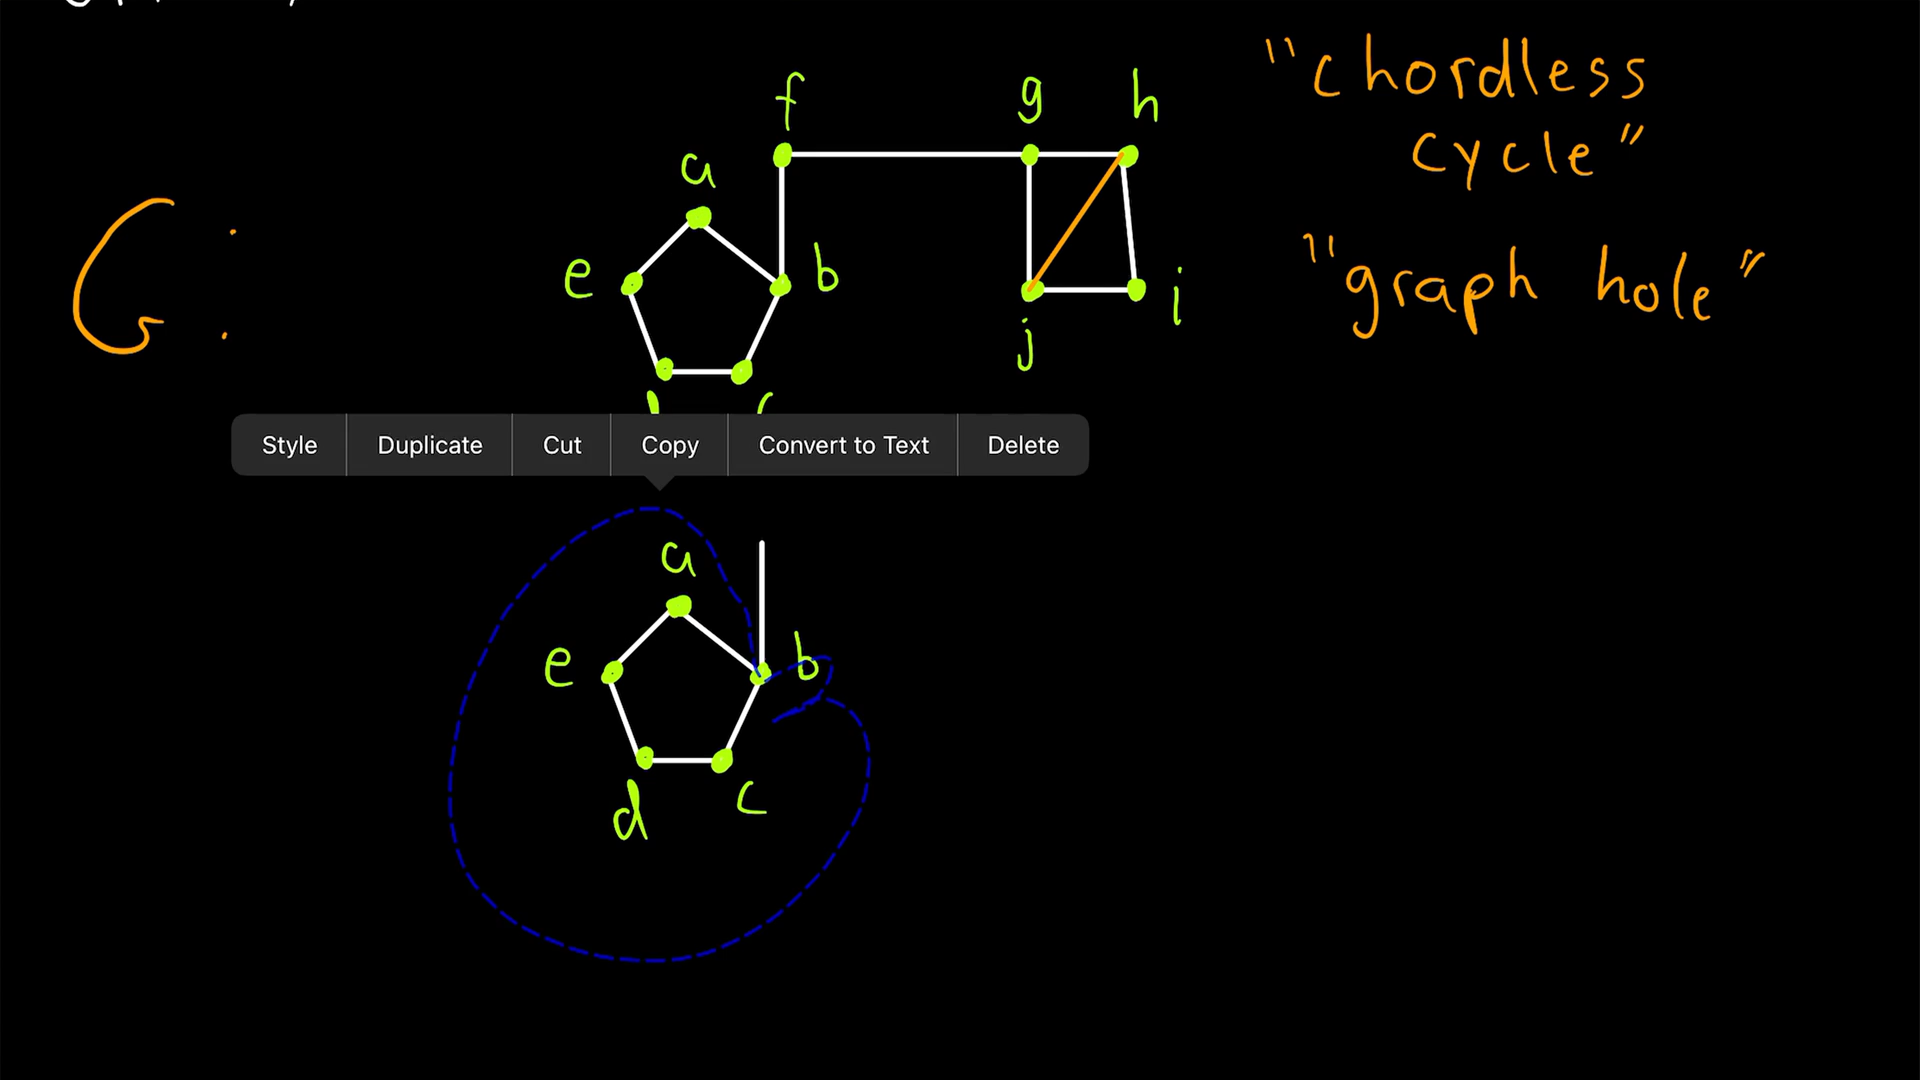 "chordless
cycle"
"graph hole"
G:
f
g
h
a
e
b
j
i
Style
Duplicate
Cut
Copy
Convert to Text
Delete
a
e
b
d
c